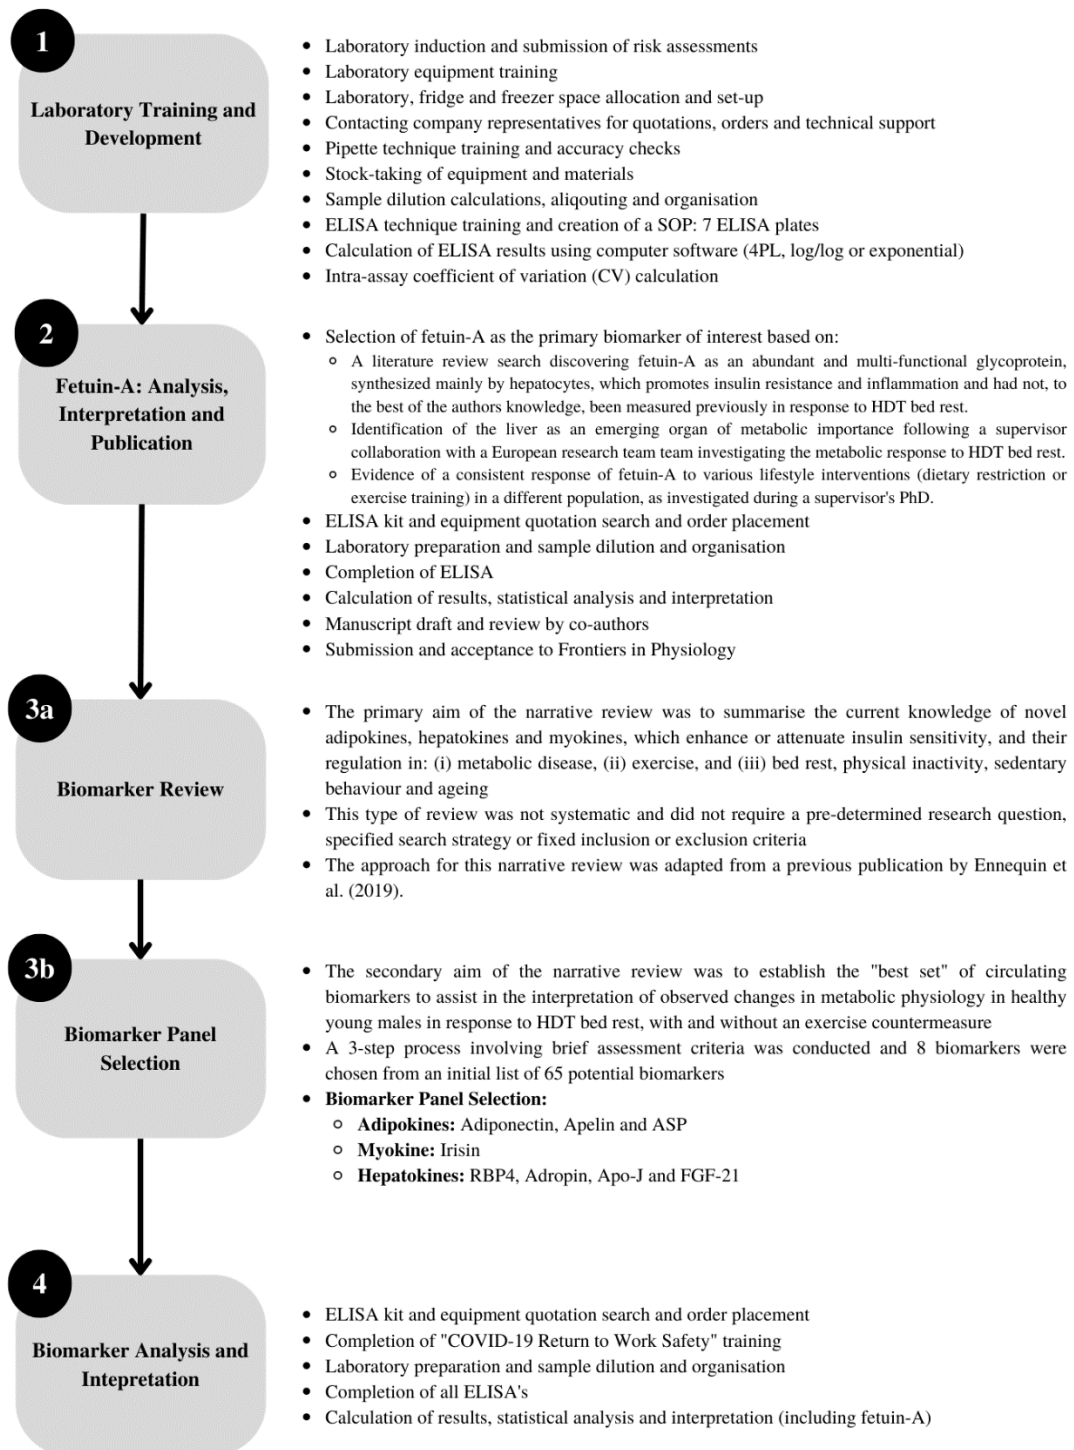 1
Laboratory Training and
Development
• Laboratory induction and submission of risk assessments
• Laboratory equipment training
• Laboratory, fridge and freezer space allocation and set-up
• Contacting company representatives for quotations, orders and technical support
• Pipette technique training and accuracy checks
• Stock-taking of equipment and materials
• Sample dilution calculations, aliqouting and organisation
• ELISA technique training and creation of a SOP: 7 ELISA plates
• Calculation of ELISA results using computer software (4PL, log/log or exponential)
• Intra-assay coefficient of variation (CV) calculation
2
Fetuin-A: Analysis,
Interpretation and
Publication
• Selection of fetuin-A as the primary biomarker of interest based on:
◦ A literature review search discovering fetuin-A as an abundant and multi-functional glycoprotein,
synthesized mainly by hepatocytes, which promotes insulin resistance and inflammation and had not, to
the best of the authors knowledge, been measured previously in response to HDT bed rest.
◦ Identification of the liver as an emerging organ of metabolic importance following a supervisor
collaboration with a European research team team investigating the metabolic response to HDT bed rest.
◦ Evidence of a consistent response of fetuin-A to various lifestyle interventions (dietary restriction or
exercise training) in a different population, as investigated during a supervisor's PhD.
• ELISA kit and equipment quotation search and order placement
• Laboratory preparation and sample dilution and organisation
• Completion of ELISA
• Calculation of results, statistical analysis and interpretation
• Manuscript draft and review by co-authors
• Submission and acceptance to Frontiers in Physiology
3a
Biomarker Review
• The primary aim of the narrative review was to summarise the current knowledge of novel
adipokines, hepatokines and myokines, which enhance or attenuate insulin sensitivity, and their
regulation in: (i) metabolic disease, (ii) exercise, and (iii) bed rest, physical inactivity, sedentary
behaviour and ageing
• This type of review was not systematic and did not require a pre-determined research question,
specified search strategy or fixed inclusion or exclusion criteria
• The approach for this narrative review was adapted from a previous publication by Ennequin et
al. (2019).
3b
Biomarker Panel
Selection
• The secondary aim of the narrative review was to establish the "best set" of circulating
biomarkers to assist in the interpretation of observed changes in metabolic physiology in healthy
young males in response to HDT bed rest, with and without an exercise countermeasure
• A 3-step process involving brief assessment criteria was conducted and 8 biomarkers were
chosen from an initial list of 65 potential biomarkers
• Biomarker Panel Selection:
◦ Adipokines: Adiponectin, Apelin and ASP
◦ Myokine: Irisin
◦ Hepatokines: RBP4, Adropin, Apo-J and FGF-21
4
Biomarker Analysis and
Intepretation
• ELISA kit and equipment quotation search and order placement
• Completion of "COVID-19 Return to Work Safety" training
• Laboratory preparation and sample dilution and organisation
• Completion of all ELISA's
• Calculation of results, statistical analysis and interpretation (including fetuin-A)